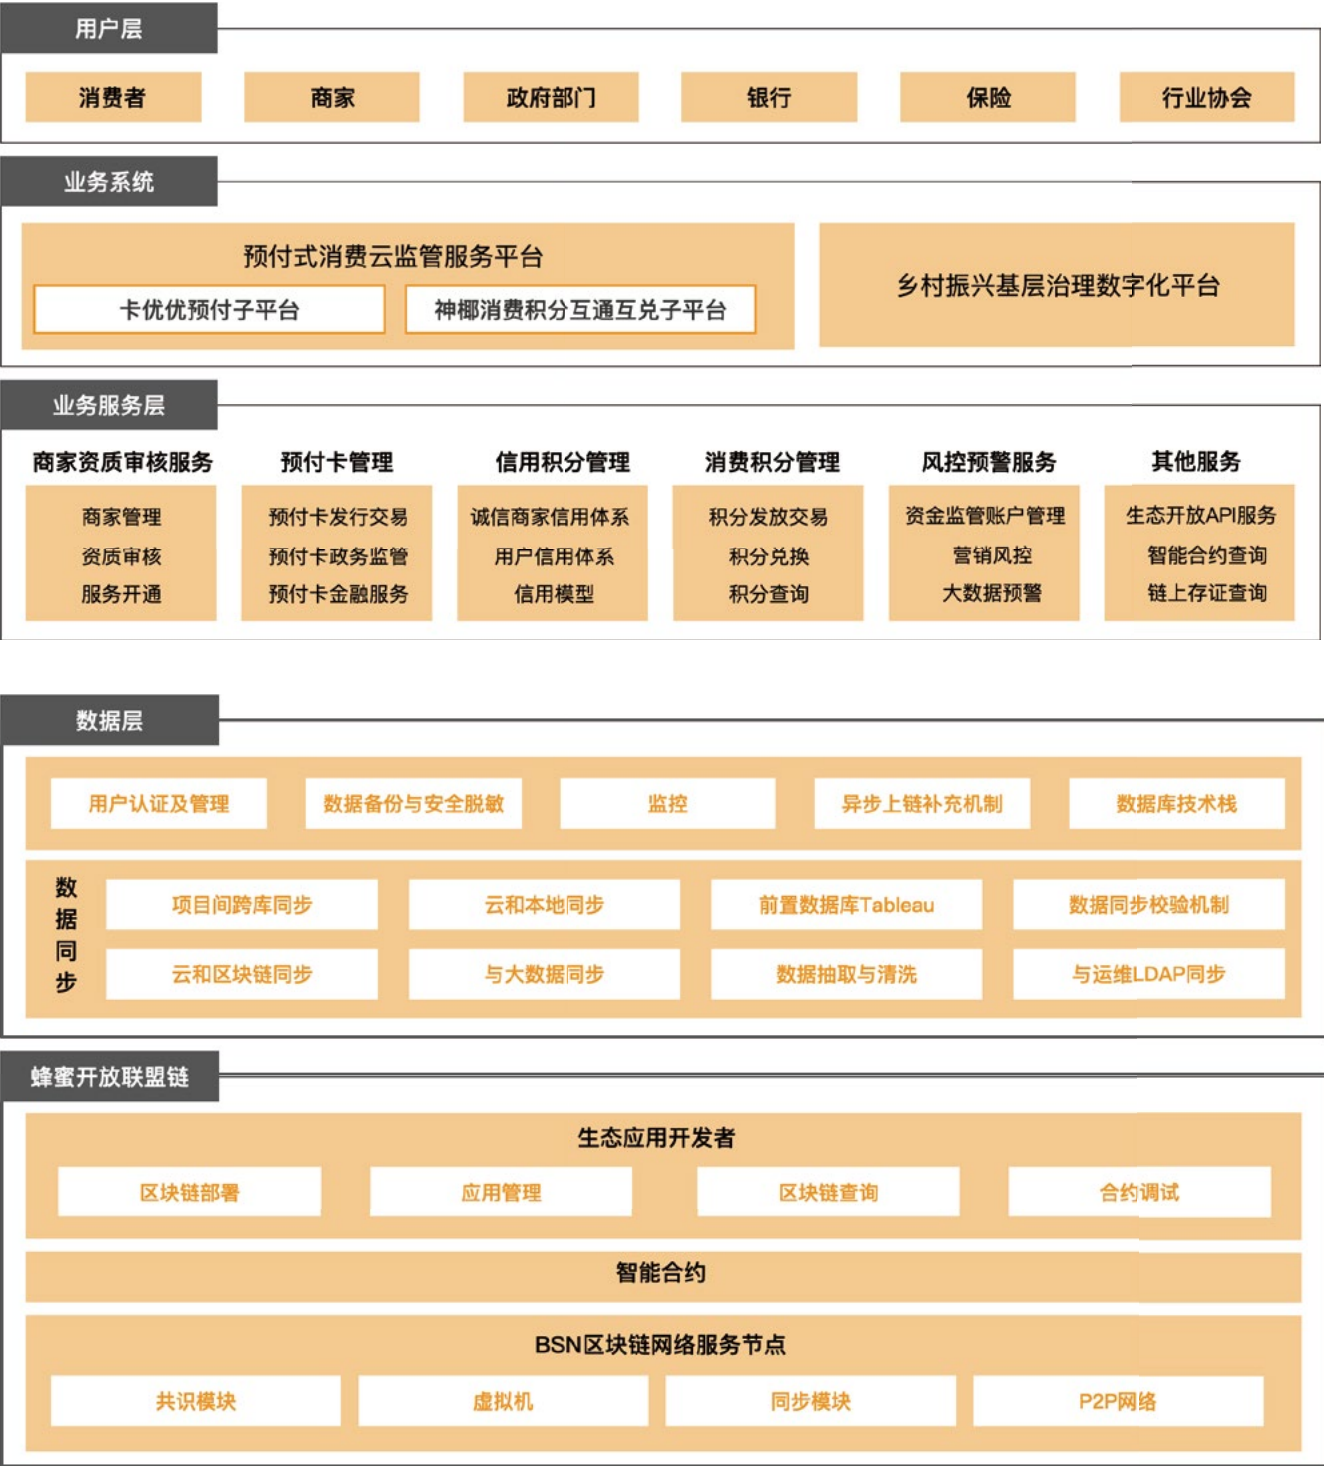 用户层
消费者 商家 政府部门 银行 保险 行业协会
业务系统
预付式消费云监管服务平台
卡优优预付子平台 神椰消费积分互通互兑子平台
乡村振兴基层治理数字化平台
业务服务层
商家资质审核服务 预付卡管理 信用积分管理 消费积分管理 风控预警服务 其他服务
商家管理 预付卡发行交易 诚信商家信用体系 积分发放交易 资金监管账户管理 生态开放API服务
资质审核 预付卡政务监管 用户信用体系 积分兑换 营销风控 智能合约查询
服务开通 预付卡金融服务 信用模型 积分查询 大数据预警 链上存证查询
数据层
用户认证及管理 数据备份与安全脱敏 监控 异步上链补充机制 数据库技术栈
数据同步
项目间跨库同步 云和本地同步 前置数据库Tableau 数据同步校验机制
云和区块链同步 与大数据同步 数据抽取与清洗 与运维LDAP同步
蜂蜜开放联盟链
生态应用开发者
区块链部署 应用管理 区块链查询 合约调试
智能合约
BSN区块链网络服务节点
共识模块 虚拟机 同步模块 P2P网络